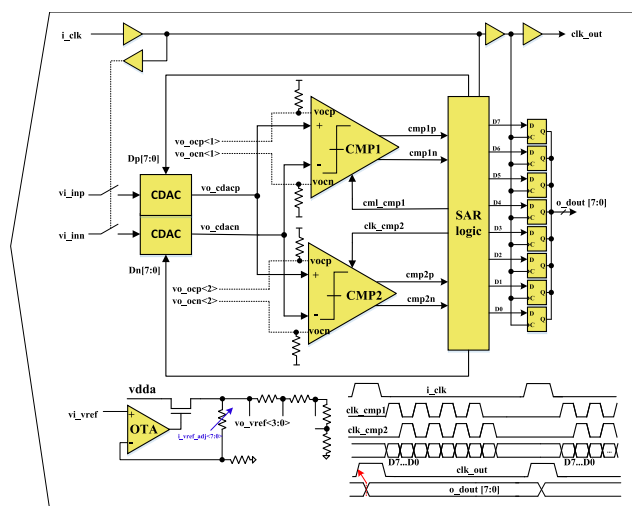 i_clk
clk_out
vocp
vo_ocp<1>
vo_ocn<1>
+
CMP1
-
vocn
cmp1p
cmp1n
cml_cmp1
clk_cmp2
Dp[7:0]
vi_inp
CDAC
vo_cdacp
vi_inn
CDAC
vo_cdacn
Dn[7:0]
SAR
logic
D7
D
C
Q
D6
D
C
Q
D5
D
C
Q
D4
D
C
Q
D3
D
C
Q
D2
D
C
Q
D1
D
C
Q
D0
D
C
Q
o_dout [7:0]
vocp
vo_ocp<2>
vo_ocn<2>
+
CMP2
-
vocn
cmp2p
cmp2n
vdda
vi_vref
+
OTA
-
i_vref_adj<7:0>
vo_vref<3:0>
i_clk
clk_cmp1
clk_cmp2
...
D7...D0
D7...D0
clk_out
o_dout [7:0]